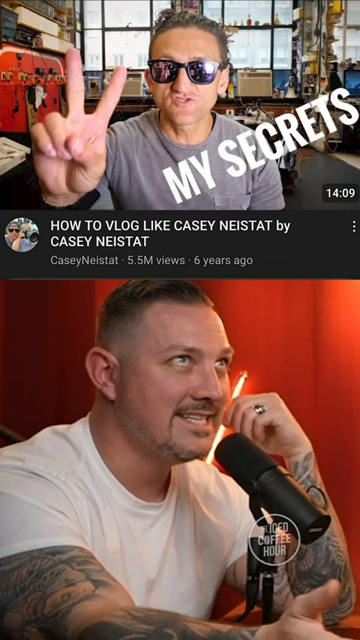 MY SECRETS
14:09
HOW TO VLOG LIKE CASEY NEISTAT by
CASEY NEISTAT
CaseyNeistat · 5.5M views · 6 years ago
ICED
COFFEE
HOUR